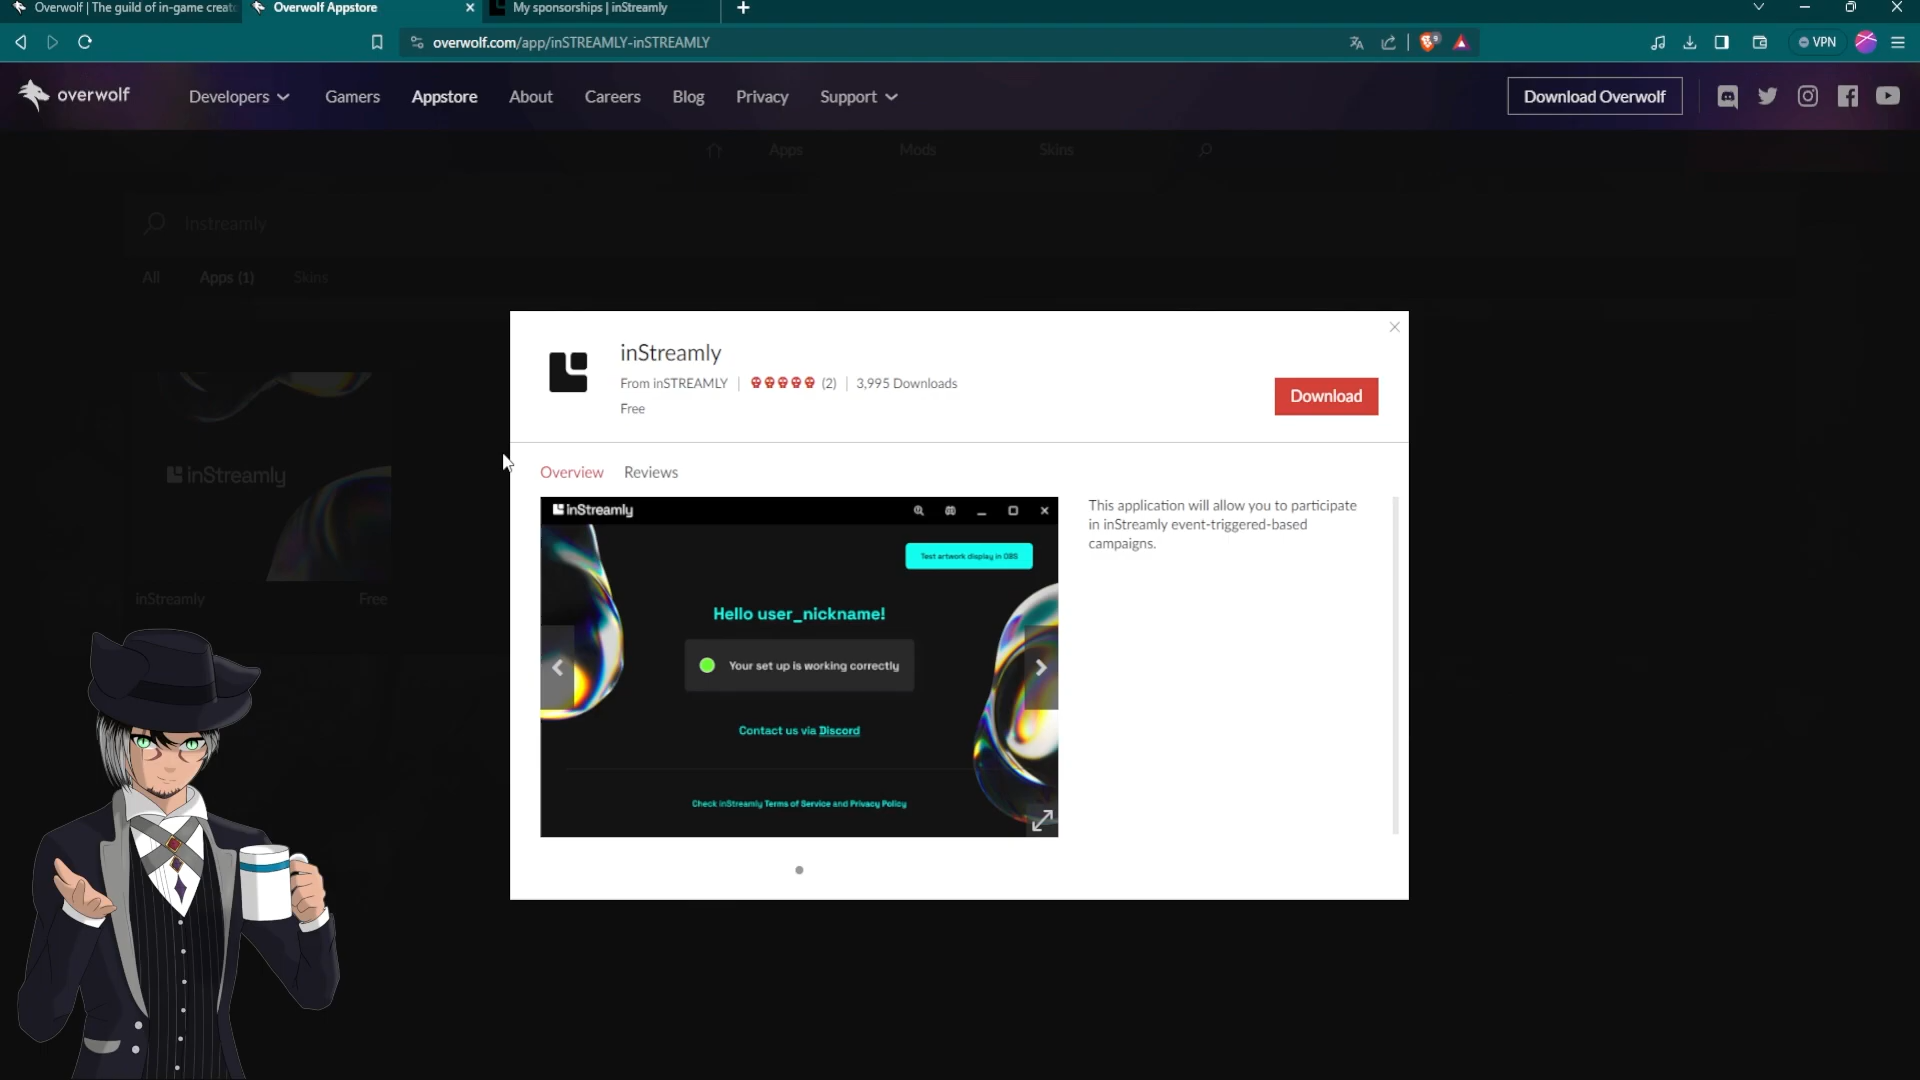 Overwolf | The guild of in-game creat
Overwolf Appstore
My sponsorships | inStreamly
overwolf.com/app/inSTREAMLY-inSTREAMLY
9
VPN
overwolf
Developers
Gamers
Appstore
About
Careers
Blog
Privacy
Support
Download Overwolf
Apps
Mods
Skins
instreamly
All
Apps (1)
Skins
inStreamly
inStreamly
Free
inStreamly
From inSTREAMLY
(2)
3,995 Downloads
Free
Download
Overview
Reviews
inStreamly
Test artwork display in OBS
Hello user_nickname!
Your set up is working correctly
Contact us via Discord
Check inStreamly Terms of Service and Privacy Policy
This application will allow you to participate
in inStreamly event-triggered-based
campaigns.